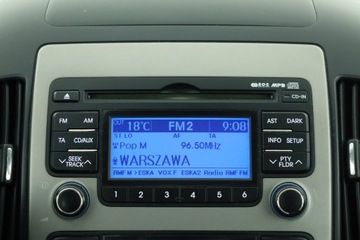 MP3
CD-IN
FM AM
OUT 18°C FM2 9:08
AST DARK
ST LO AF TA
Pop M 96.50MHz
TA CD/AUX
INFO SETUP
WARSZAWA
SEEK TRACK
PTY FLDR
RMF M >ESKA VOX F ESKA2 Radio RMF FM
1 2 3 4 5 6